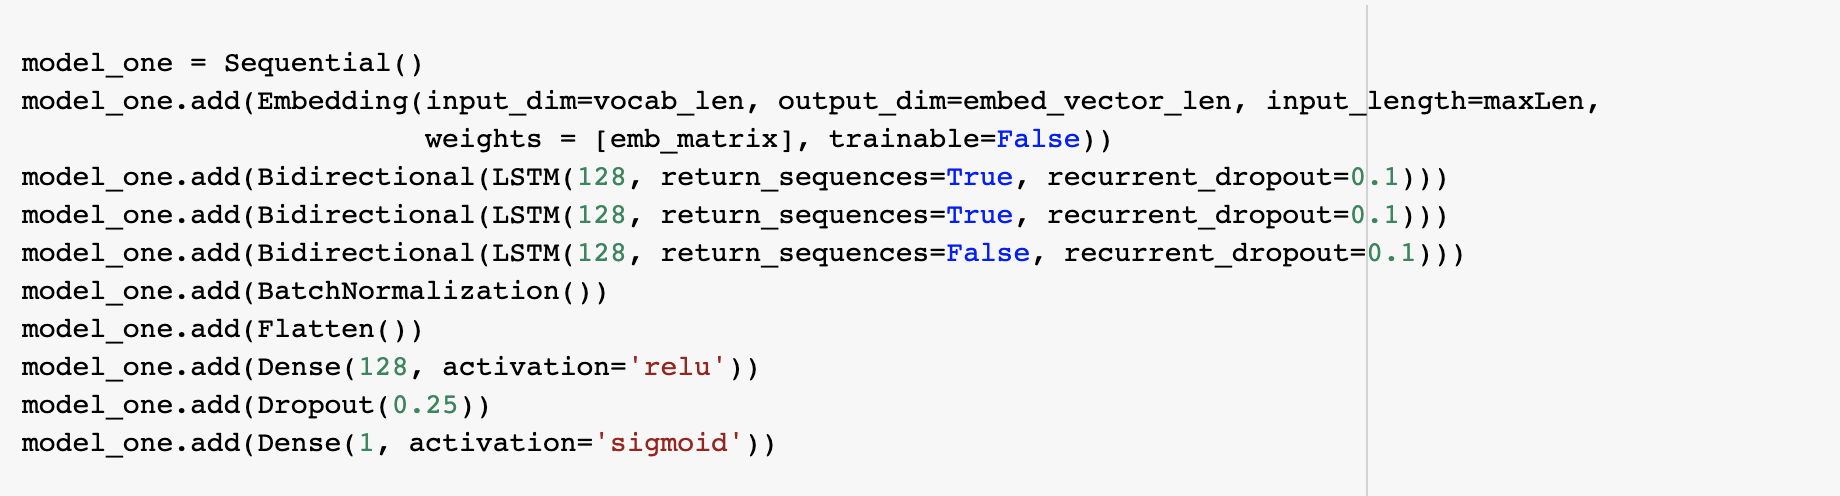 model_one = Sequential()
model_one.add(Embedding(input_dim=vocab_len, output_dim=embed_vector_len, input_length=maxLen,
                        weights = [emb_matrix], trainable=False))
model_one.add(Bidirectional(LSTM(128, return_sequences=True, recurrent_dropout=0.1)))
model_one.add(Bidirectional(LSTM(128, return_sequences=True, recurrent_dropout=0.1)))
model_one.add(Bidirectional(LSTM(128, return_sequences=False, recurrent_dropout=0.1)))
model_one.add(BatchNormalization())
model_one.add(Flatten())
model_one.add(Dense(128, activation='relu'))
model_one.add(Dropout(0.25))
model_one.add(Dense(1, activation='sigmoid'))